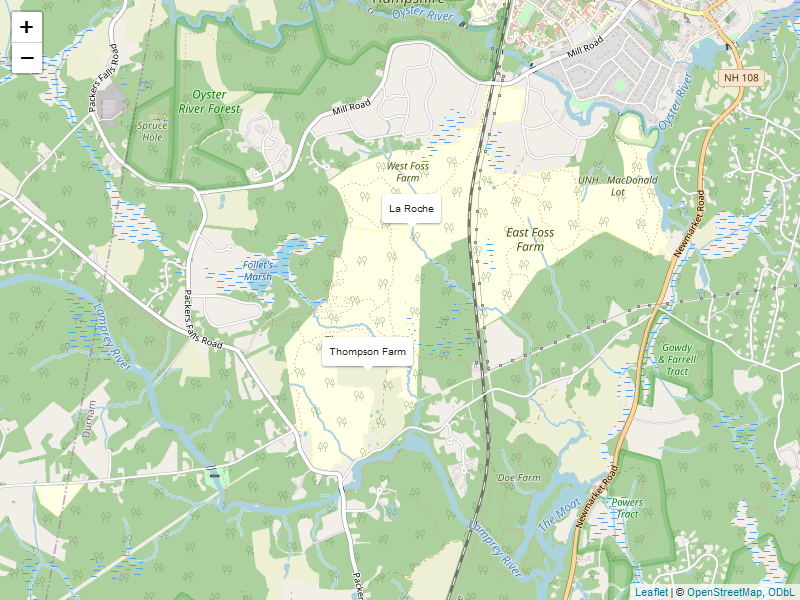 +
−
Hampshire
Oyster River
Mill Road
NH 108
Packers Falls Road
Oyster
River Forest
Mill Road
Oyster River
Spruce
Hole
West Foss
Farm
UNH - MacDonald
Lot
La Roche
East Foss
Farm
Newmarket Road
Follet's
Marsh
Lamprey River
Packers Falls Road
Thompson Farm
Gowdy
& Farrell
Tract
Durham
Doe Farm
Newmarket Road
The Moat
Powers
Tract
Lamprey River
Packe
Leaflet | © OpenStreetMap, ODbL